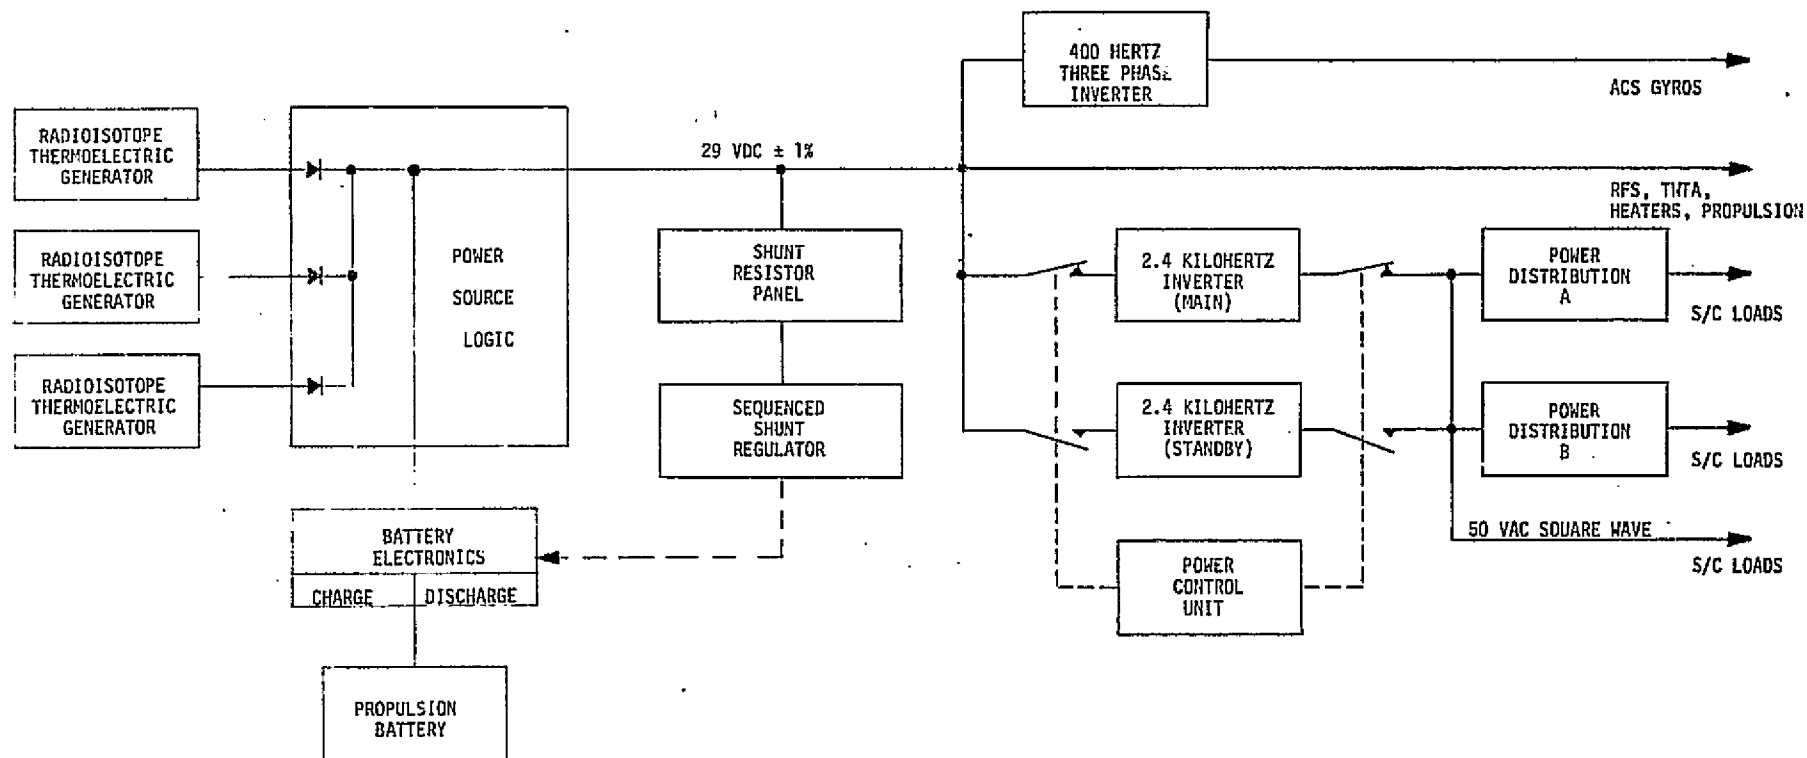 400 HERTZ
THREE PHASE
INVERTER
ACS GYROS
RADIOISOTOPE
THERMOELECTRIC
GENERATOR
29 VDC ± 1%
RFS, TWTA,
HEATERS, PROPULSION
RADIOISOTOPE
THERMOELECTRIC
GENERATOR
POWER
SOURCE
LOGIC
SHUNT
RESISTOR
PANEL
2.4 KILOHERTZ
INVERTER
(MAIN)
POWER
DISTRIBUTION
A
S/C LOADS
RADIOISOTOPE
THERMOELECTRIC
GENERATOR
SEQUENCED
SHUNT
REGULATOR
2.4 KILOHERTZ
INVERTER
(STANDBY)
POWER
DISTRIBUTION
B
S/C LOADS
BATTERY
ELECTRONICS
CHARGE
DISCHARGE
50 VAC SQUARE WAVE
S/C LOADS
POWER
CONTROL
UNIT
PROPULSION
BATTERY